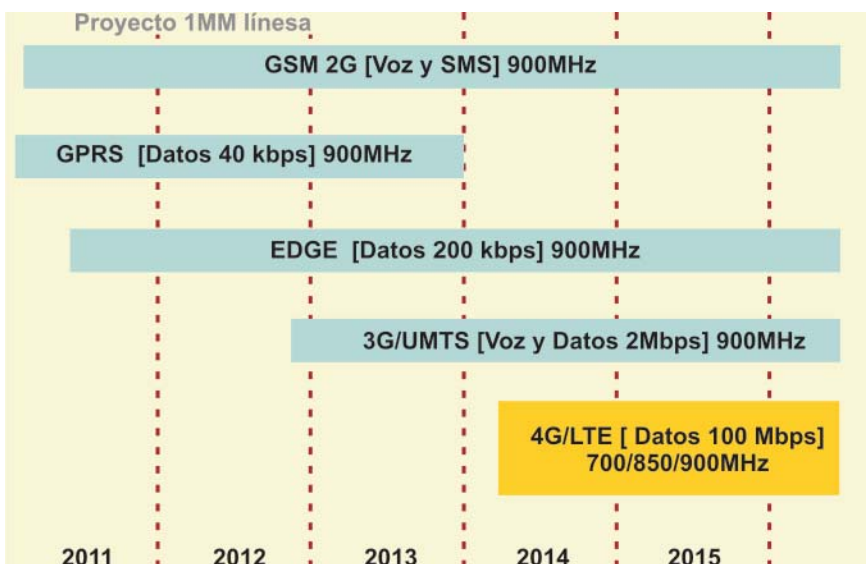 Proyecto 1MM línesa
GSM 2G [Voz y SMS] 900MHz
GPRS [Datos 40 kbps] 900MHz
EDGE [Datos 200 kbps] 900MHz
3G/UMTS [Voz y Datos 2Mbps] 900MHz
4G/LTE [ Datos 100 Mbps]
700/850/900MHz
2011 2012 2013 2014 2015